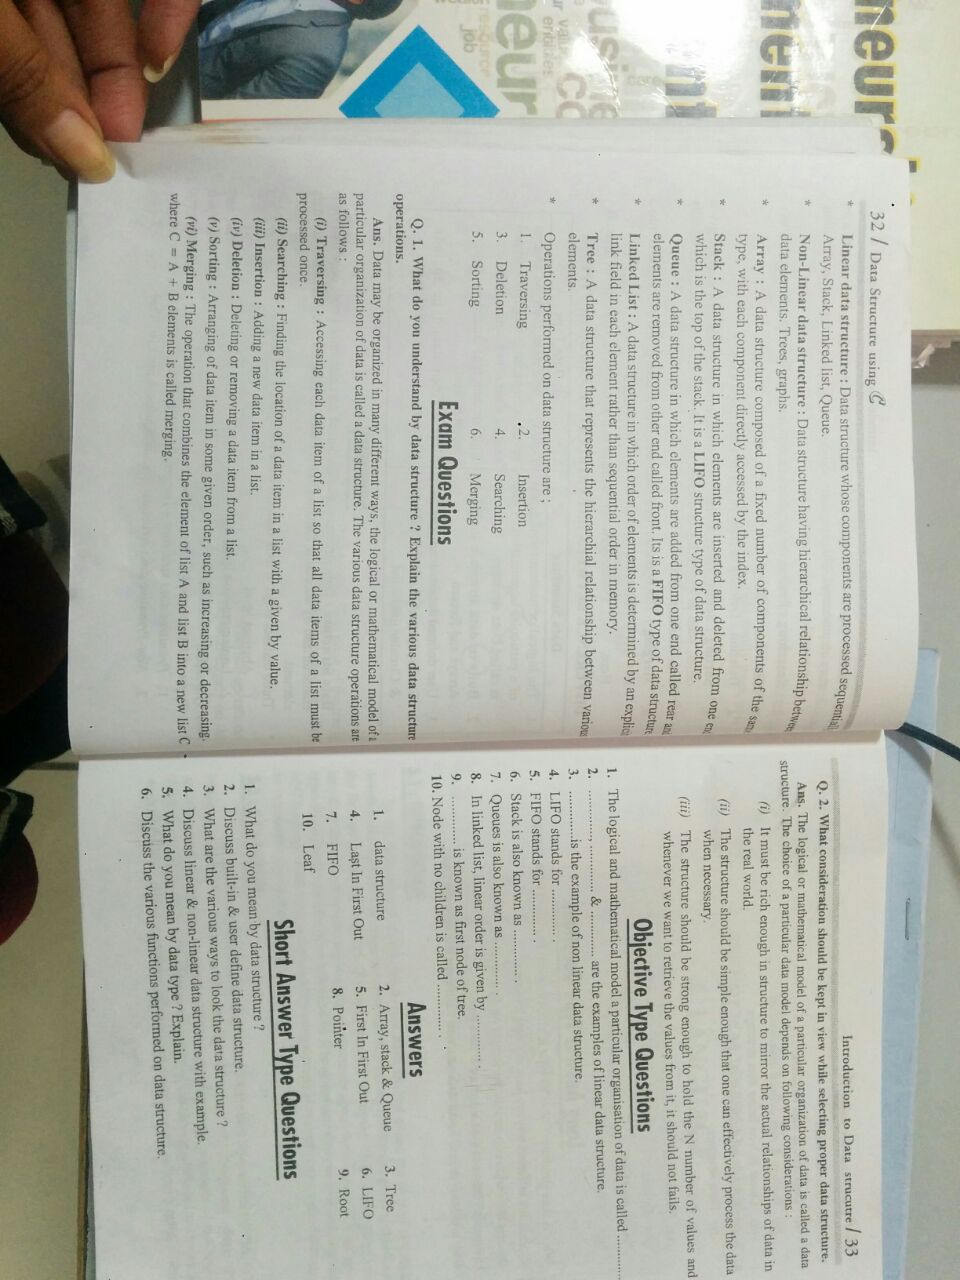 32 / Data Structure using C
* Linear data structure : Data structure whose components are processed
Array, Stack, Linked list, Queue.
* Non-Linear data structure : Data structure having hierarchical relationship between
data elements. Trees, graphs.
* Array : A data structure composed of a fixed number of components of the same
type, with each component directly accessed by the index.
* Stack : A data structure in which elements are inserted and deleted from one end
which is the top of the stack. It is a LIFO structure type of data structure.
* Queue : A data structure in which elements are added from one end called rear and
elements are removed from other end called front. Its is a FIFO type of data structure
* Linked List : A data structure in which order of elements is determined by an explicit
link field in each element rather than sequential order in memory.
* Tree : A data structure that represents the hierarchial relationship between various
elements.
* Operations performed on data structure are ;
1. Traversing 2. Insertion
3. Deletion 4. Searching
5. Sorting 6. Merging
Exam Questions
Q. 1. What do you understand by data structure ? Explain the various data structure
operations.
Ans. Data may be organized in many different ways, the logical or mathematical model of a
particular organization of data is called a data structure. The various data structure operations are
as follows :
(i) Traversing : Accessing each data item of a list so that all data items of a list must be
processed once.
(ii) Searching : Finding the location of a data item in a list with a given by value.
(iii) Insertion : Adding a new data item in a list.
(iv) Deletion : Deleting or removing a data item from a list.
(v) Sorting : Arranging of data item in some given order, such as increasing or decreasing.
(vi) Merging : The operation that combines the element of list A and list B into a new list C
where C = A + B elements is called merging.
Introduction to Data strucutre / 33
Q. 2. What consideration should be kept in view while selecting proper data structure.
Ans. The logical or mathematical model of a particular organization of data is called a data
structure. The choice of a particular data model depends on following considerations :
(i) It must be rich enough in structure to mirror the actual relationships of data in
the real world.
(ii) The structure should be simple enough that one can effectively process the data
when necessary.
(iii) The structure should be strong enough to hold the N number of values and
whenever we want to retrieve the values from it, it should not fails.
Objective Type Questions
1. The logical and mathematical model a particular organisation of data is called ............
2. ............, ............ & ............ are the examples of linear data structure.
3. ............is the example of non linear data structure.
4. LIFO stands for ............ .
5. FIFO stands for ............ .
6. Stack is also known as ............ .
7. Queues is also known as ............ .
8. In linked list, linear order is given by ............ .
9. ............ is known as first node of tree.
10. Node with no children is called ............ .
Answers
1. data structure 2. Array, stack & Queue 3. Tree
4. Last In First Out 5. First In First Out 6. LIFO
7. FIFO 8. Pointer 9. Root
10. Leaf
Short Answer Type Questions
1. What do you mean by data structure ?
2. Discuss built-in & user define data structure.
3. What are the various ways to look the data structure ?
4. Discuss linear & non-linear data structure with example.
5. What do you mean by data type ? Explain.
6. Discuss the various functions performed on data structure.
resource
job